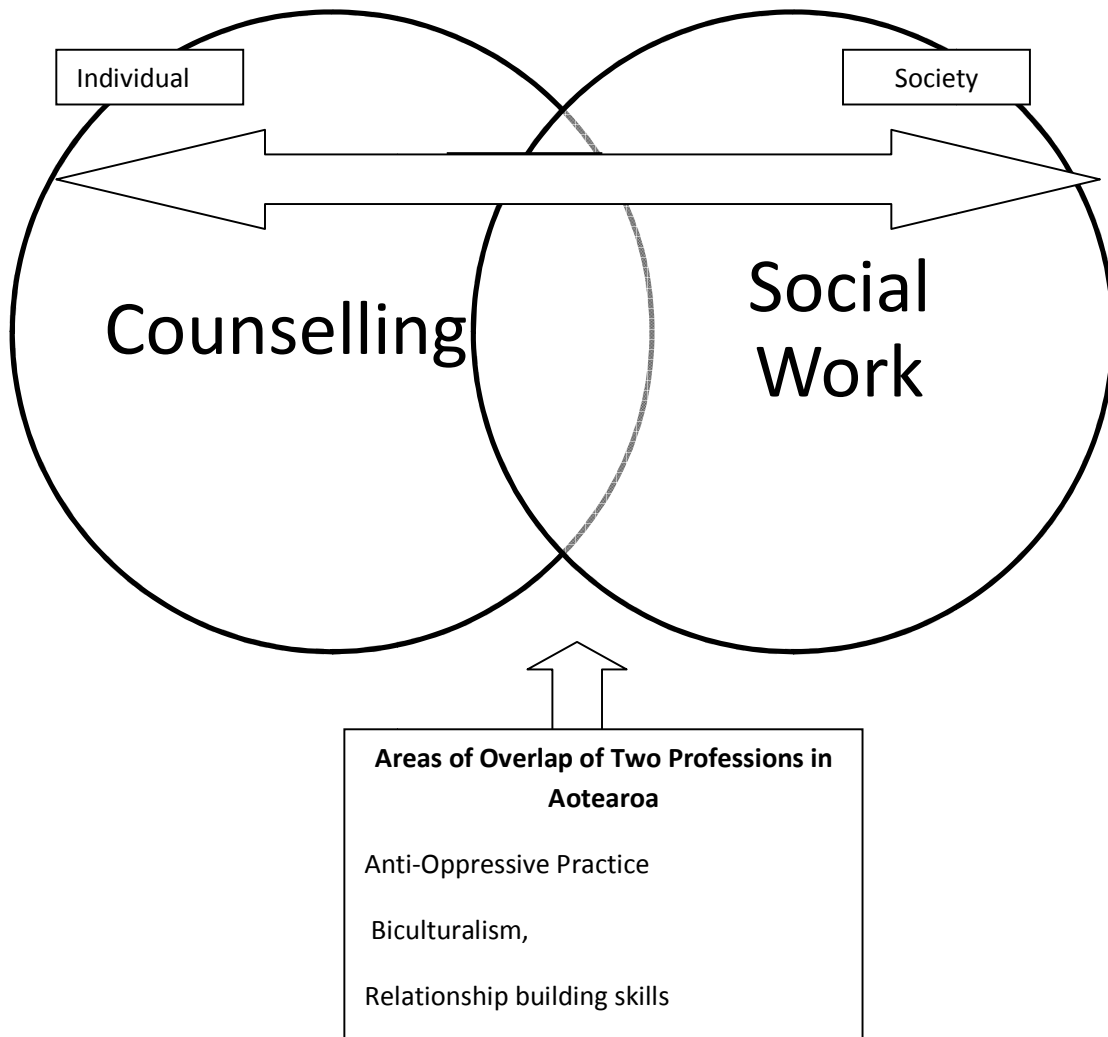 Individual
Society
Counselling
Social
Work
Areas of Overlap of Two Professions in
Aotearoa
Anti-Oppressive Practice
Biculturalism,
Relationship building skills